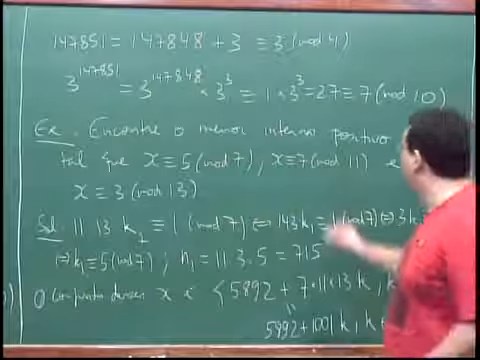 147851 = 147848 + 3 ≡ 3 (mod 4)
3^147851 = 3^147848 × 3^3 ≡ 1 × 3^3 = 27 ≡ 7 (mod 10)
Ex. Encontre o menor inteiro positivo
tal que x ≡ 5 (mod 7), x ≡ 7 (mod 11) e
x ≡ 3 (mod 13)
Sol. 11 13 k₁ ≡ 1 (mod 7) ⇔ 143 k₁ ≡ 1 (mod 7) ⇔ 3k
⇔ k₁ ≡ 5 (mod 7); n₁ = 11.3.5 = 715
O conjunto desses x é {5892 + 7×11×13 k, k
5992 + 1001 k, k